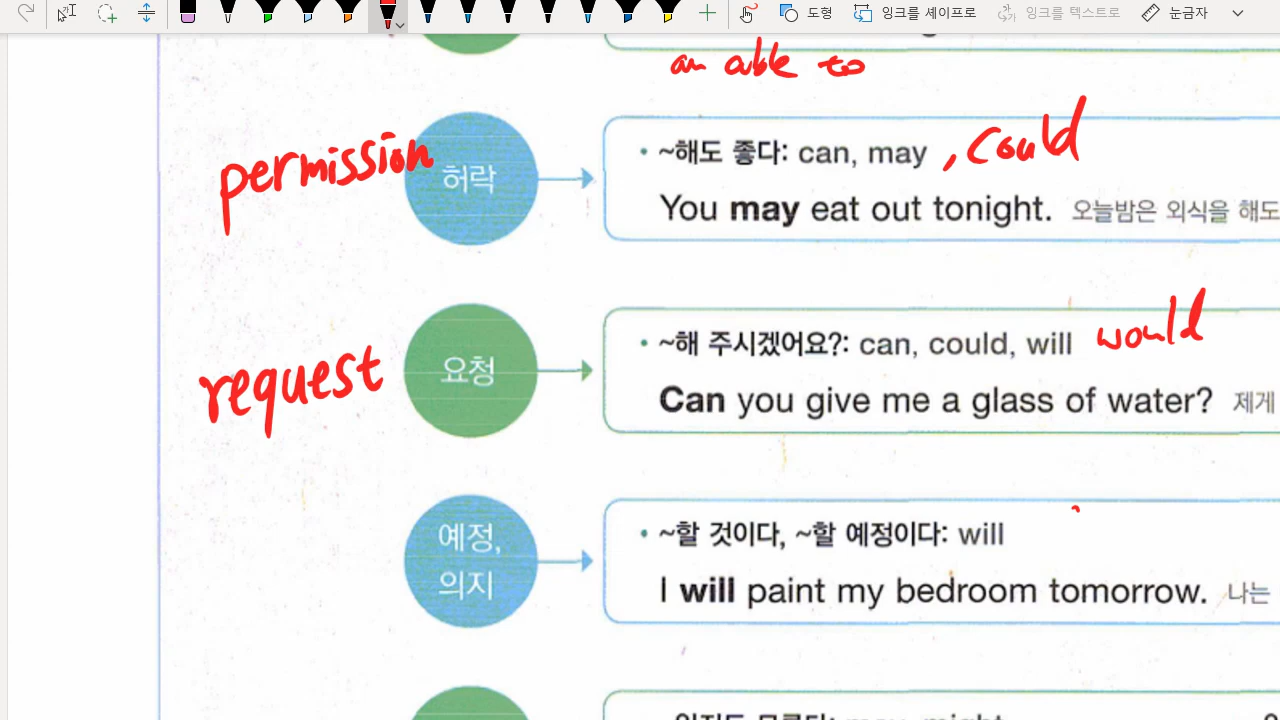 도형
잉크를 셰이프로
잉크를 텍스트로
눈금자
an able to
permission
허락
~해도 좋다: can, may , could
You may eat out tonight. 오늘밤은 외식을 해도
request
요청
~해 주시겠어요?: can, could, will would
Can you give me a glass of water? 제게
예정,
의지
~할 것이다, ~할 예정이다: will
I will paint my bedroom tomorrow. 나는